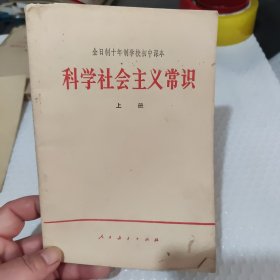 全日制十年制学校初中课本
科学社会主义常识
上册
人民教育出版社